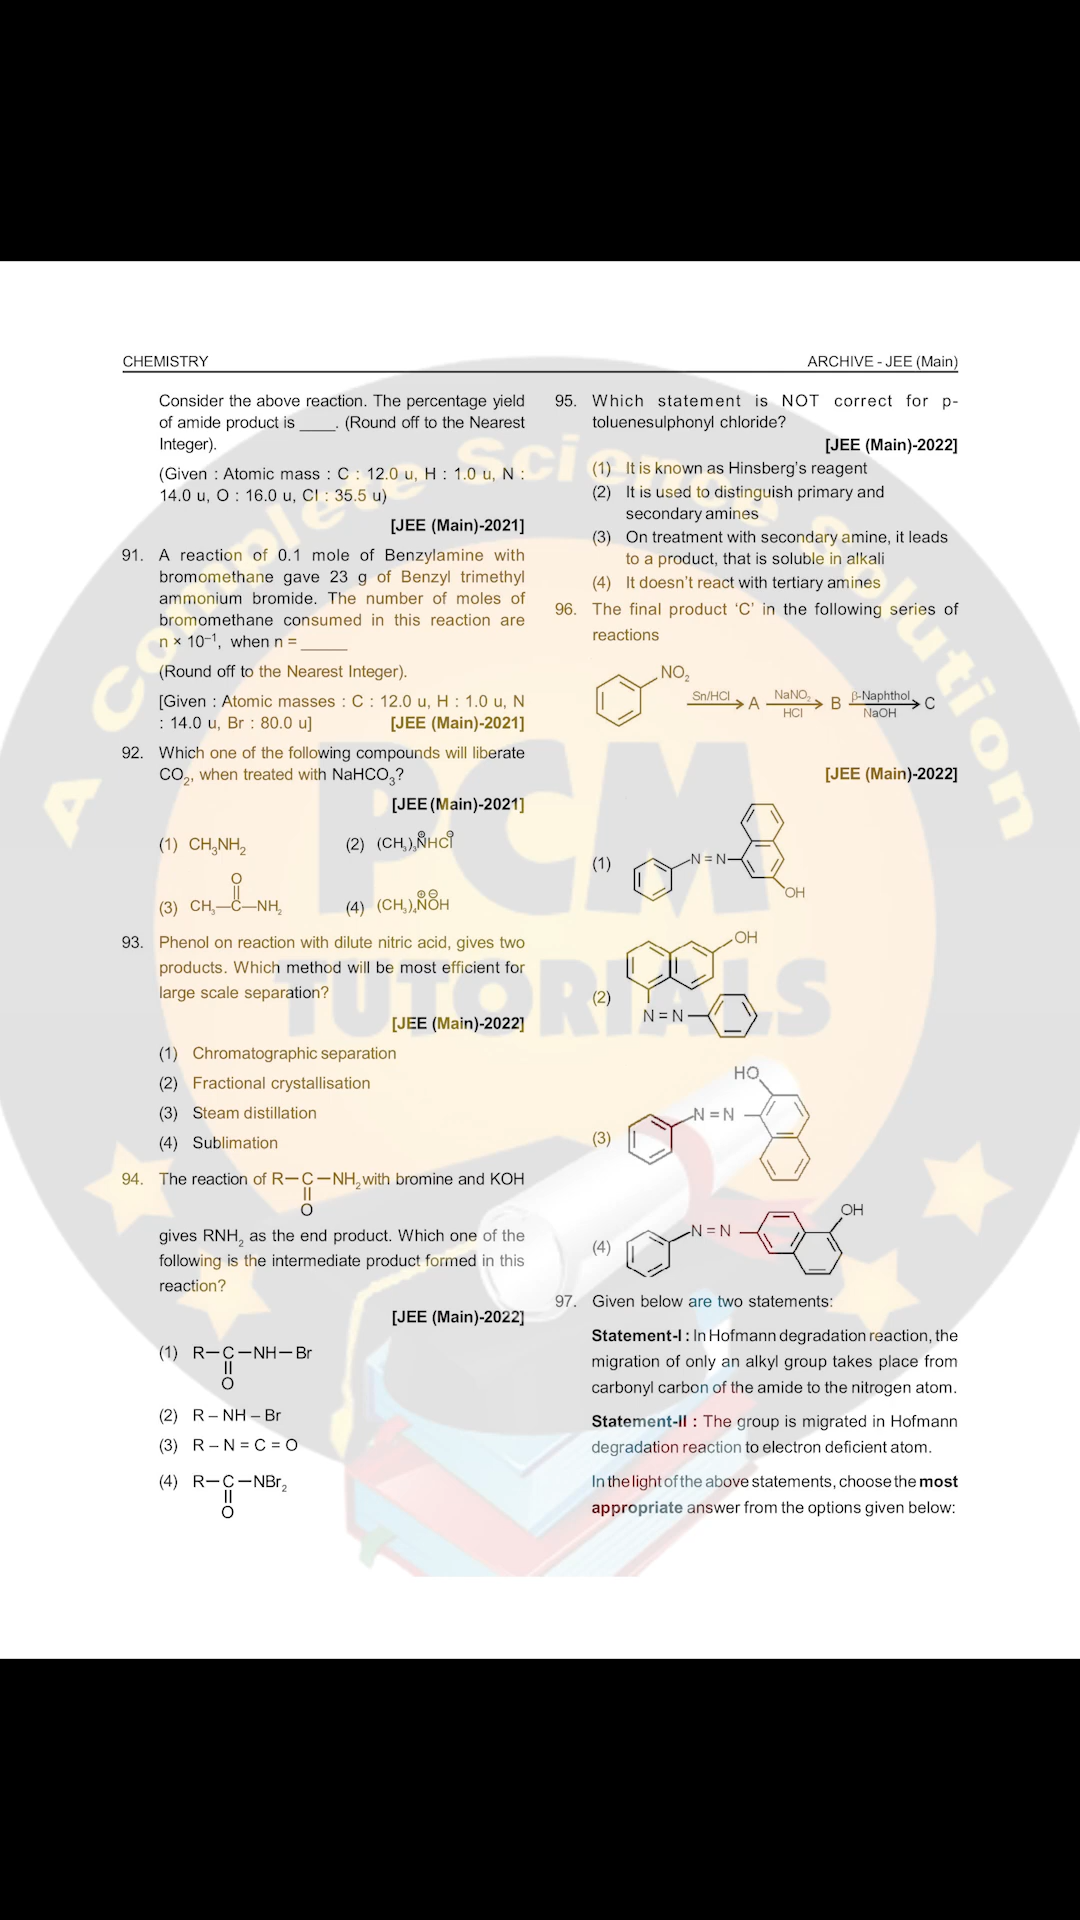 CHEMISTRY
ARCHIVE - JEE (Main)
Consider the above reaction. The percentage yield
of amide product is ____. (Round off to the Nearest
Integer).
(Given : Atomic mass : C : 12.0 u, H : 1.0 u, N :
14.0 u, O : 16.0 u, Cl : 35.5 u)
[JEE (Main)-2021]
91. A reaction of 0.1 mole of Benzylamine with
bromomethane gave 23 g of Benzyl trimethyl
ammonium bromide. The number of moles of
bromomethane consumed in this reaction are
n × 10⁻¹, when n = _____
(Round off to the Nearest Integer).
[Given : Atomic masses : C : 12.0 u, H : 1.0 u, N
: 14.0 u, Br : 80.0 u] [JEE (Main)-2021]
92. Which one of the following compounds will liberate
CO₂, when treated with NaHCO₃?
[JEE (Main)-2021]
(1) CH₃NH₂ (2) (CH₃)₃N⊕HCl⊖
O
(3) CH₃—C—NH₂ (4) (CH₃)₄N⊕O⊖H
93. Phenol on reaction with dilute nitric acid, gives two
products. Which method will be most efficient for
large scale separation?
[JEE (Main)-2022]
(1) Chromatographic separation
(2) Fractional crystallisation
(3) Steam distillation
(4) Sublimation
94. The reaction of R—C—NH₂ with bromine and KOH
O
gives RNH₂ as the end product. Which one of the
following is the intermediate product formed in this
reaction?
[JEE (Main)-2022]
(1) R—C—NH—Br
O
(2) R – NH – Br
(3) R – N = C = O
(4) R—C—NBr₂
O
95. Which statement is NOT correct for p-
toluenesulphonyl chloride?
[JEE (Main)-2022]
(1) It is known as Hinsberg's reagent
(2) It is used to distinguish primary and
secondary amines
(3) On treatment with secondary amine, it leads
to a product, that is soluble in alkali
(4) It doesn't react with tertiary amines
96. The final product 'C' in the following series of
reactions
NO₂
Sn/HCl A NaNO₂ HCl B β-Naphthol NaOH C
[JEE (Main)-2022]
(1) N = N OH
(2) OH N = N
(3) HO N = N
(4) N = N OH
97. Given below are two statements:
Statement-I : In Hofmann degradation reaction, the
migration of only an alkyl group takes place from
carbonyl carbon of the amide to the nitrogen atom.
Statement-II : The group is migrated in Hofmann
degradation reaction to electron deficient atom.
In the light of the above statements, choose the most
appropriate answer from the options given below:
A Complete Science Solution
PCM
TUTORIALS